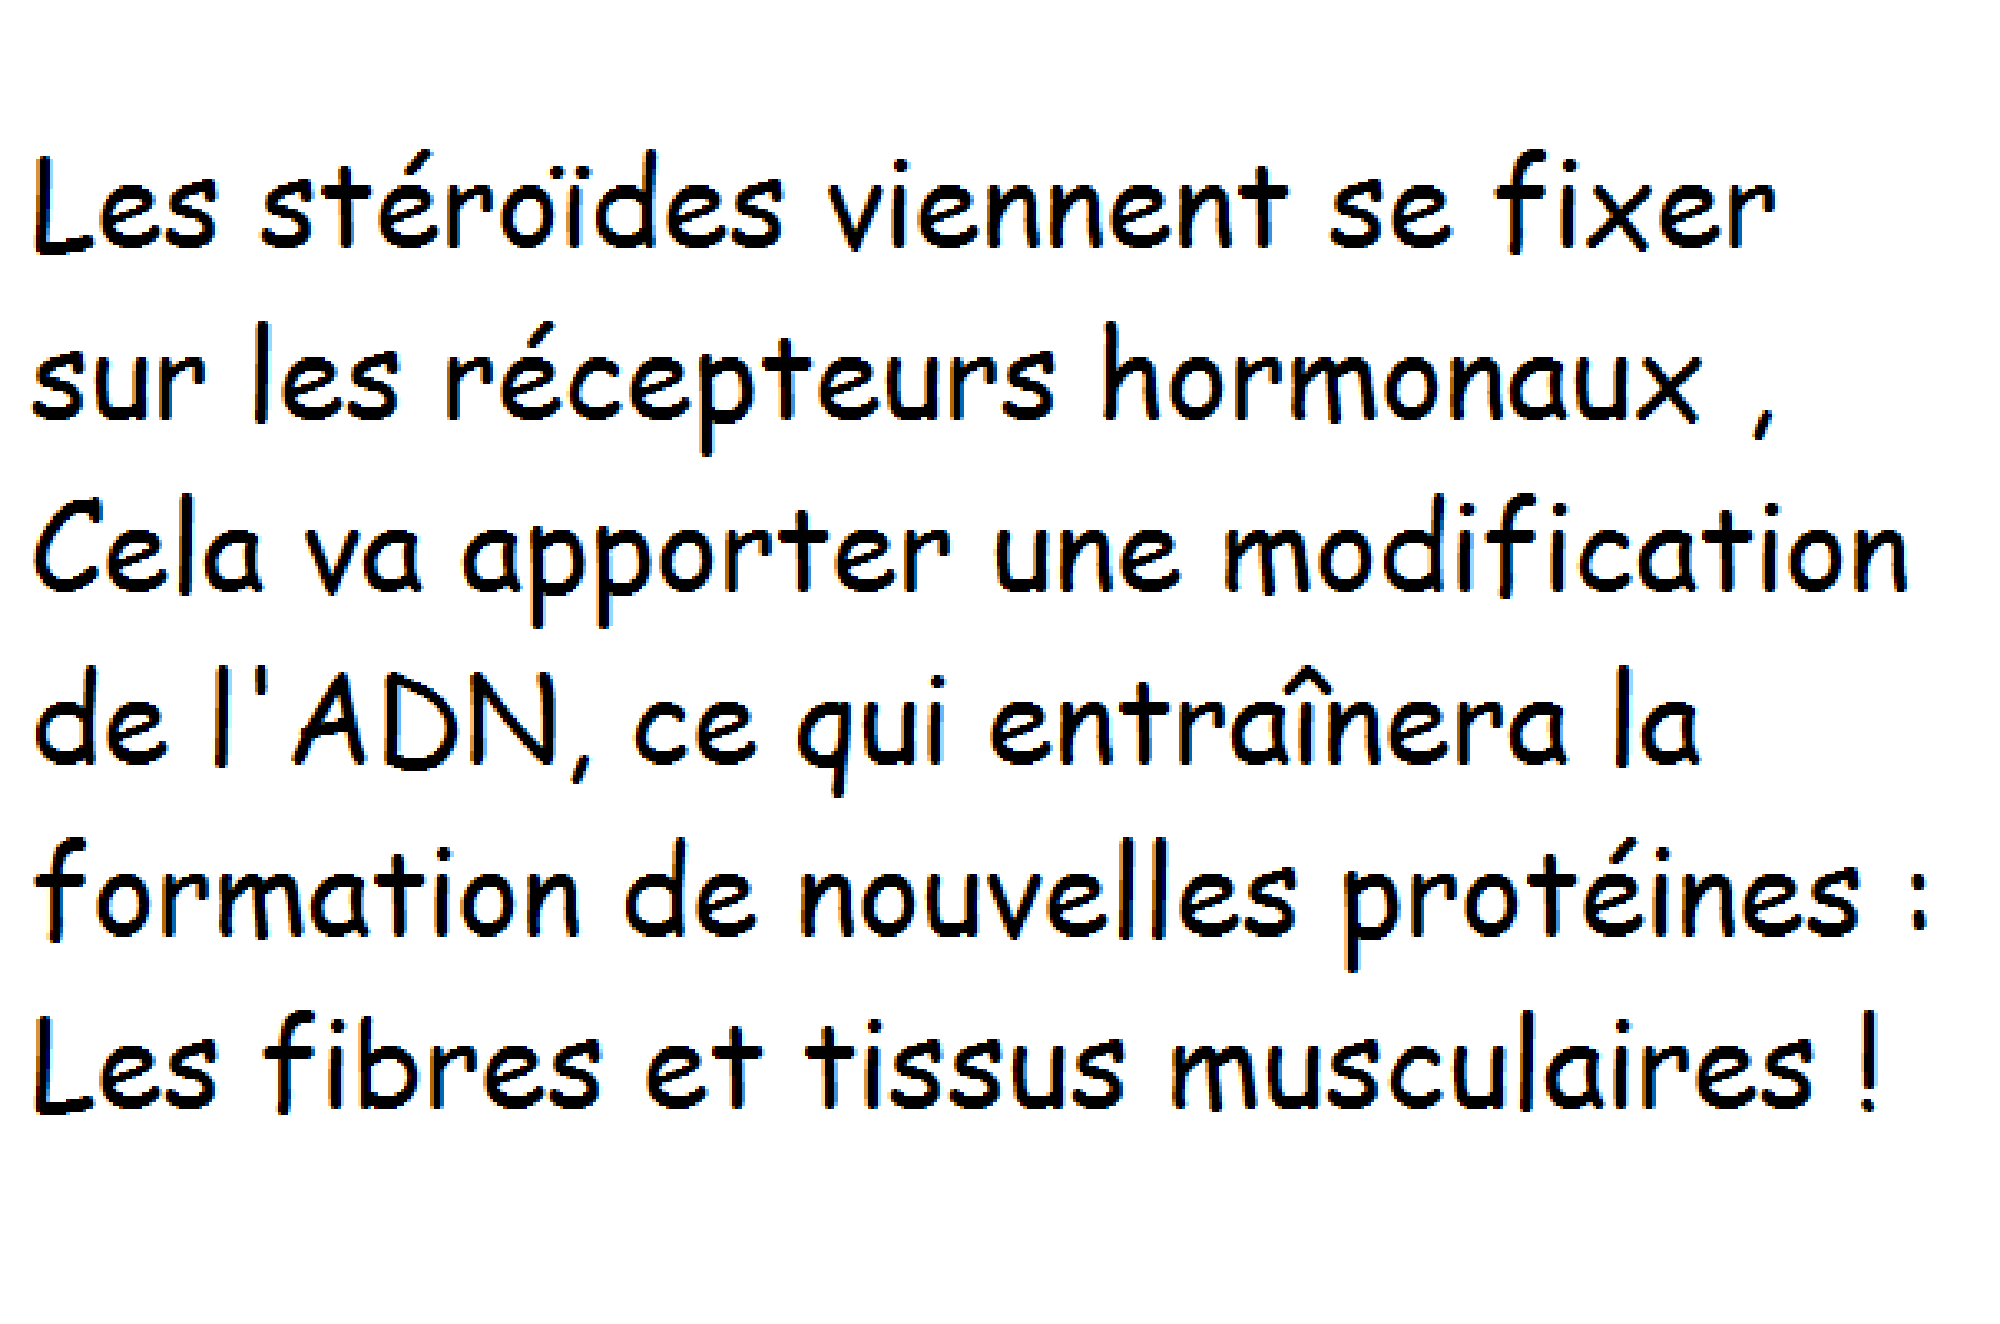 Les stéroïdes viennent se fixer
sur les récepteurs hormonaux ,
Cela va apporter une modification
de l'ADN, ce qui entraînera la
formation de nouvelles protéines :
Les fibres et tissus musculaires !